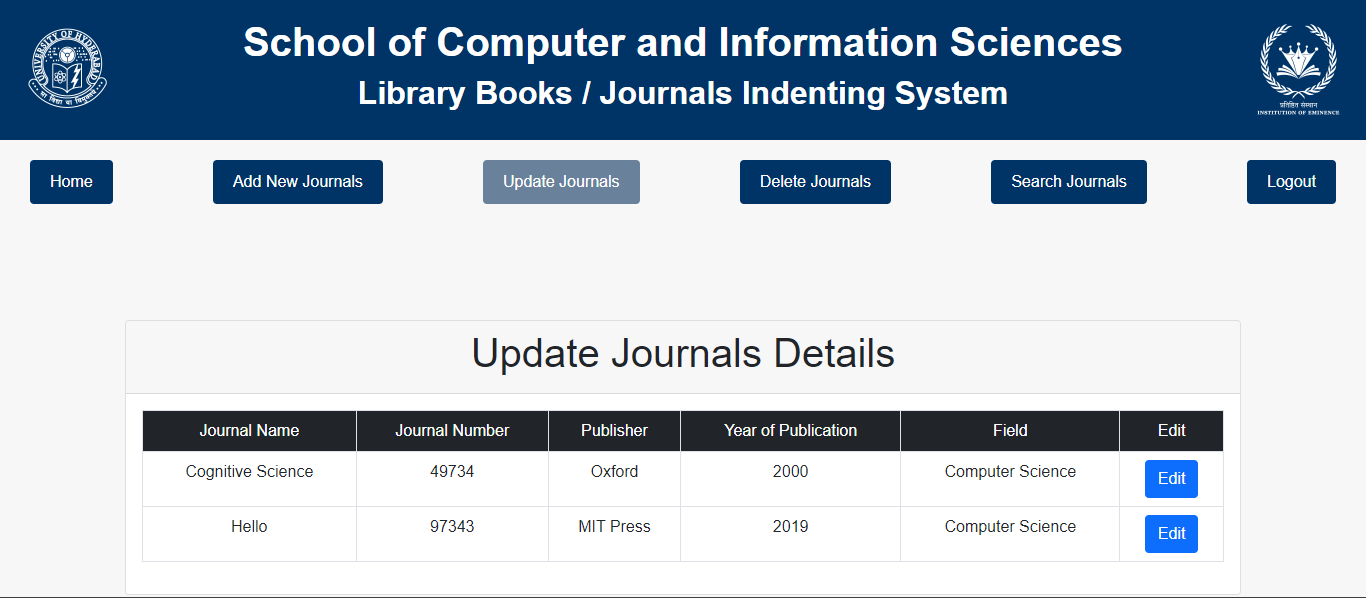 UNIVERSITY OF HYDERABAD
School of Computer and Information Sciences
Library Books / Journals Indenting System
प्रतिष्ठित संस्थान
INSTITUTION OF EMINENCE
Home
Add New Journals
Update Journals
Delete Journals
Search Journals
Logout
Update Journals Details
Journal Name Journal Number Publisher Year of Publication Field Edit
Cognitive Science 49734 Oxford 2000 Computer Science Edit
Hello 97343 MIT Press 2019 Computer Science Edit